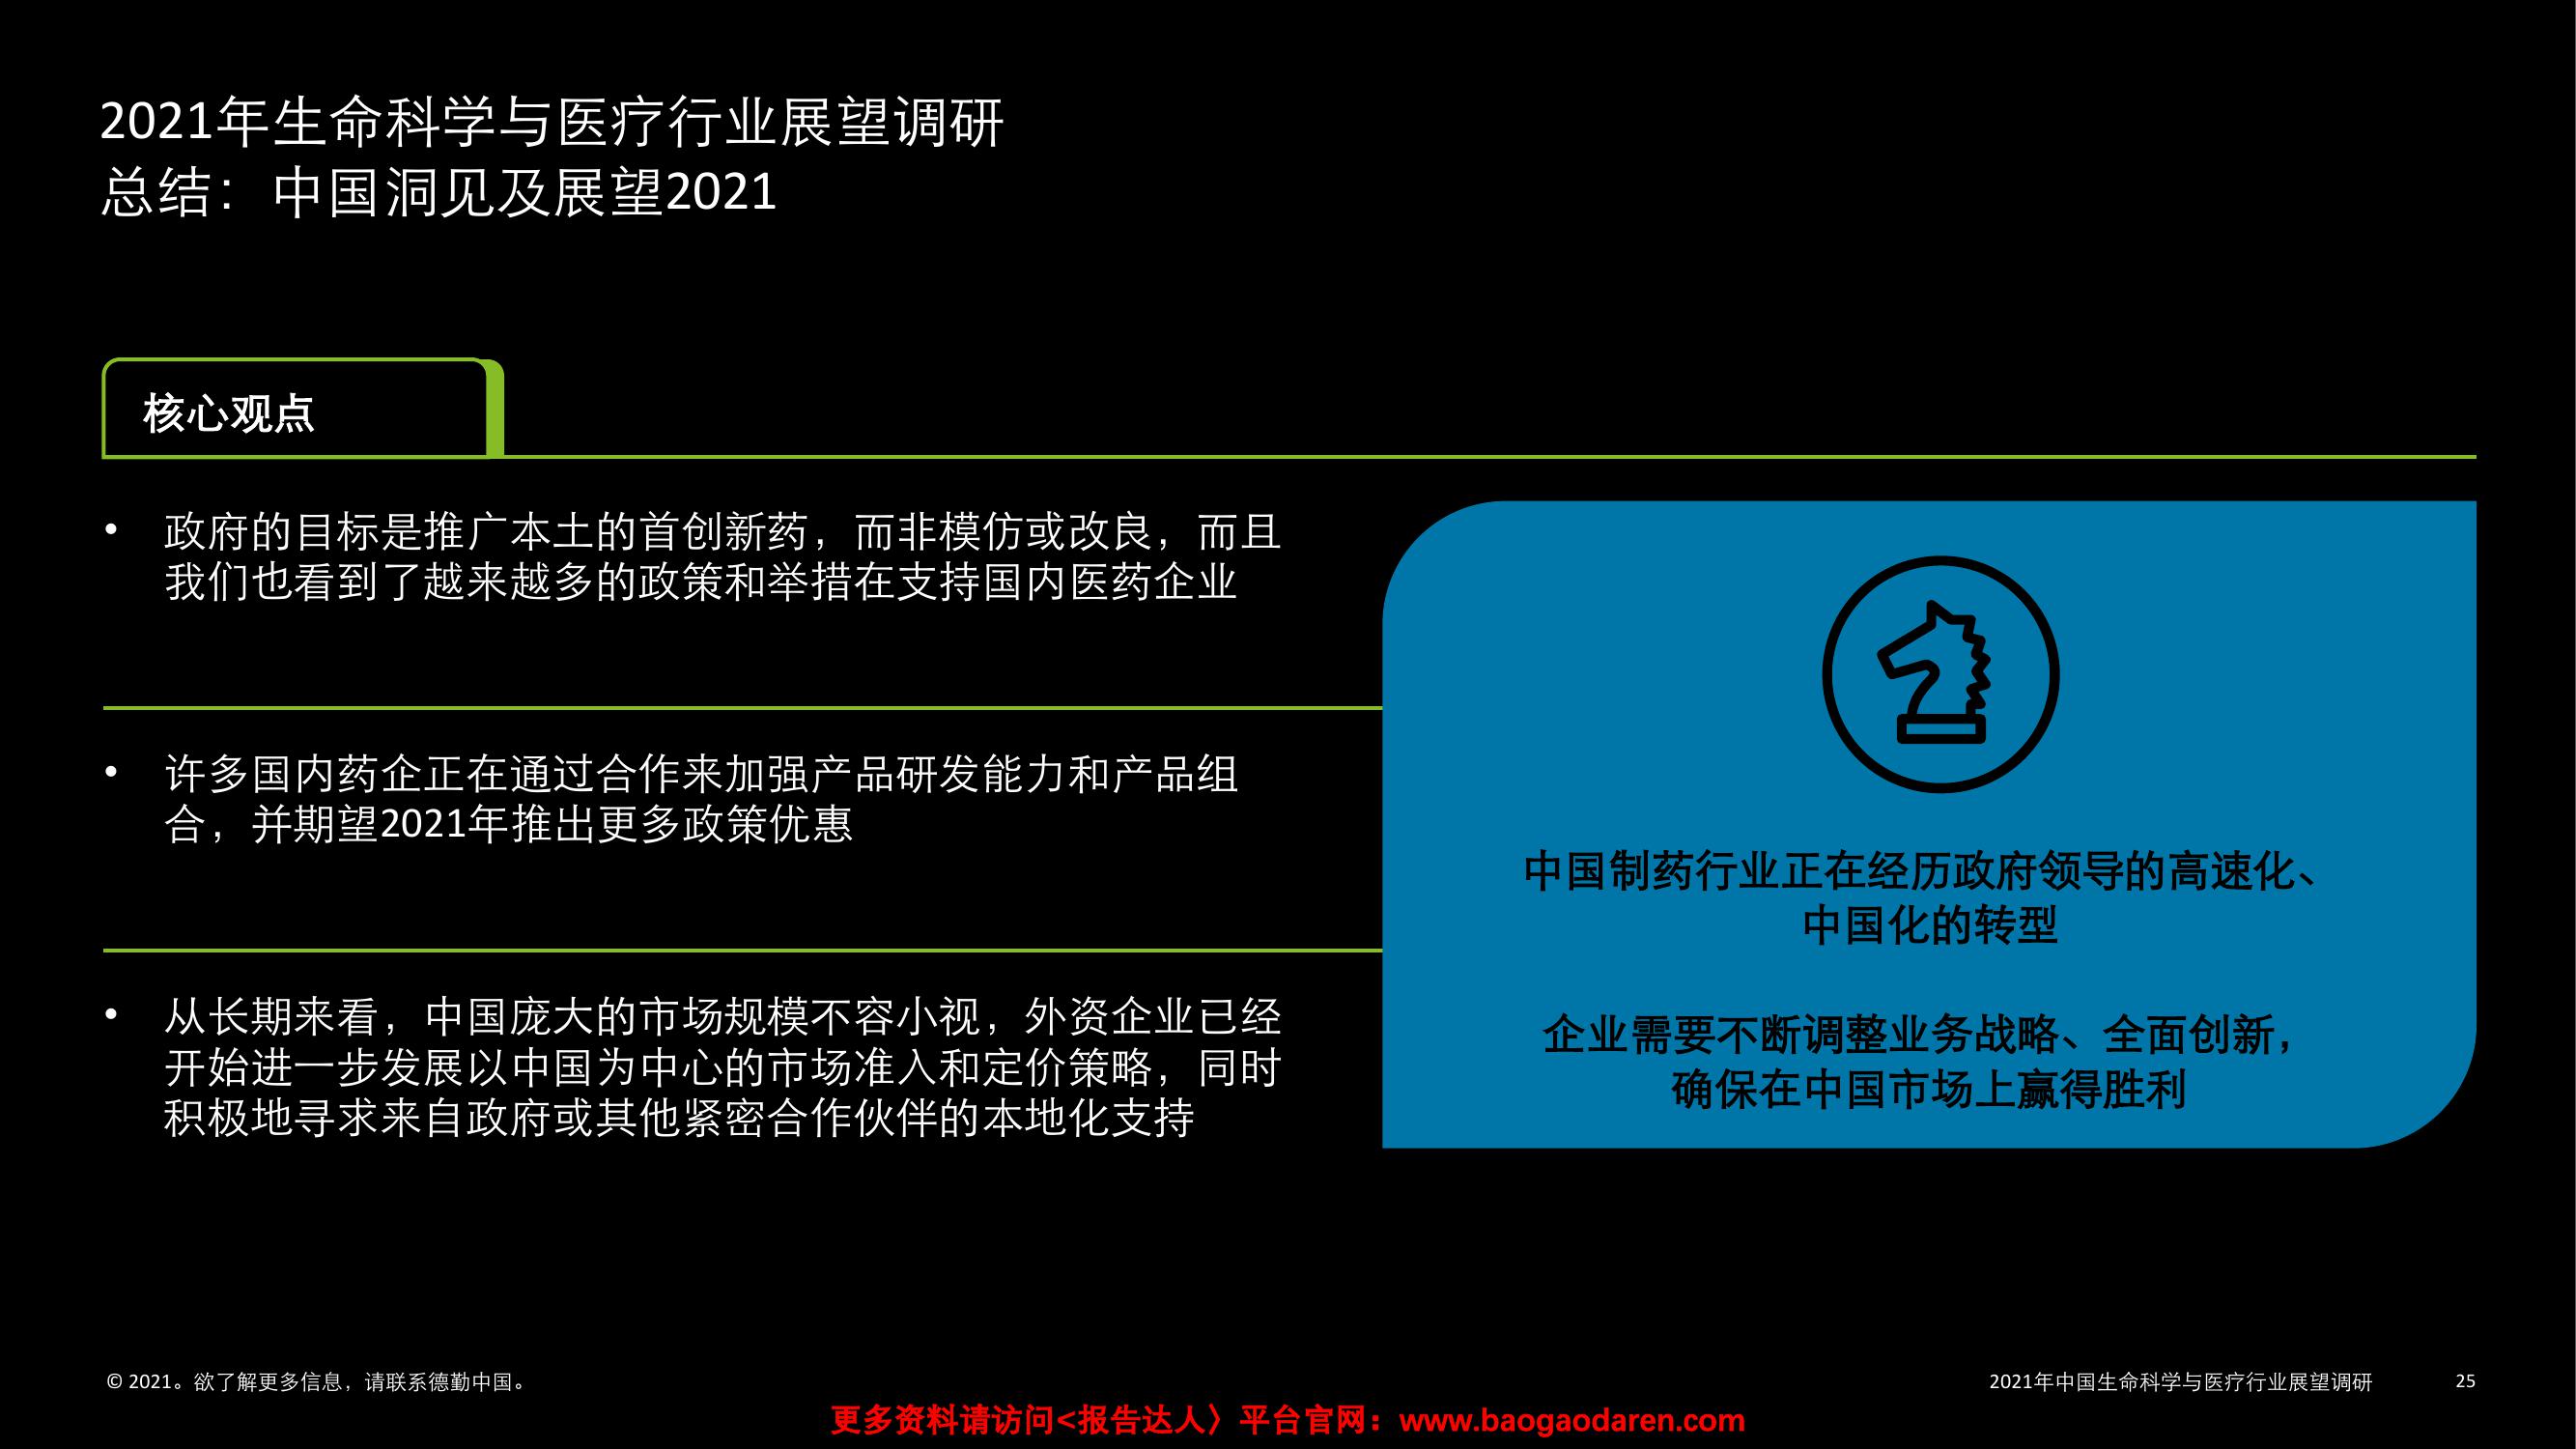 2021年生命科学与医疗行业展望调研
总结：中国洞见及展望2021
核心观点
• 政府的目标是推广本土的首创新药，而非模仿或改良，而且
我们也看到了越来越多的政策和举措在支持国内医药企业
• 许多国内药企正在通过合作来加强产品研发能力和产品组
合，并期望2021年推出更多政策优惠
• 从长期来看，中国庞大的市场规模不容小视，外资企业已经
开始进一步发展以中国为中心的市场准入和定价策略，同时
积极地寻求来自政府或其他紧密合作伙伴的本地化支持
中国制药行业正在经历政府领导的高速化、
中国化的转型
企业需要不断调整业务战略、全面创新，
确保在中国市场上赢得胜利
© 2021。欲了解更多信息，请联系德勤中国。
2021年中国生命科学与医疗行业展望调研
25
更多资料请访问<报告达人〉平台官网：www.baogaodaren.com